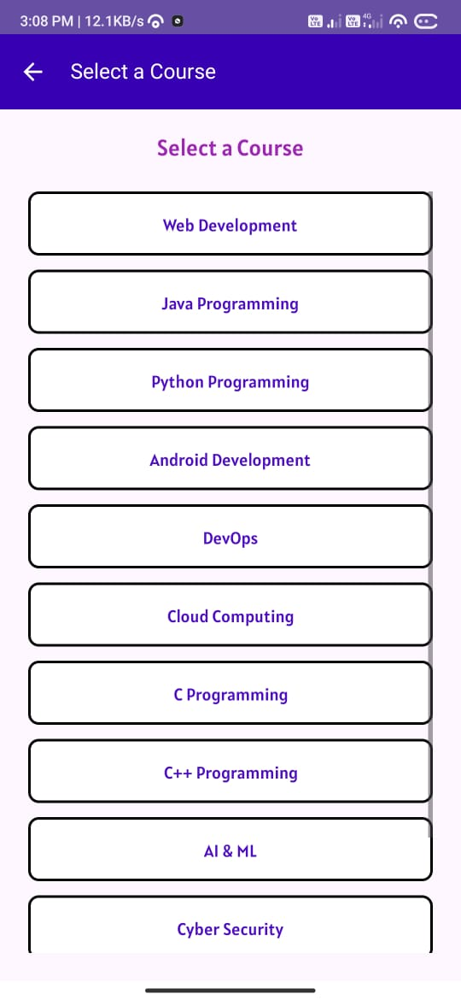 3:08 PM | 12.1KB/s
Vo LTE
Vo LTE
4G
Select a Course
Select a Course
Web Development
Java Programming
Python Programming
Android Development
DevOps
Cloud Computing
C Programming
C++ Programming
AI & ML
Cyber Security